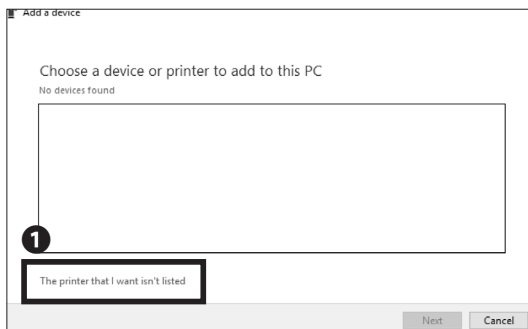 Add a device
Choose a device or printer to add to this PC
No devices found
1
The printer that I want isn't listed
Next Cancel